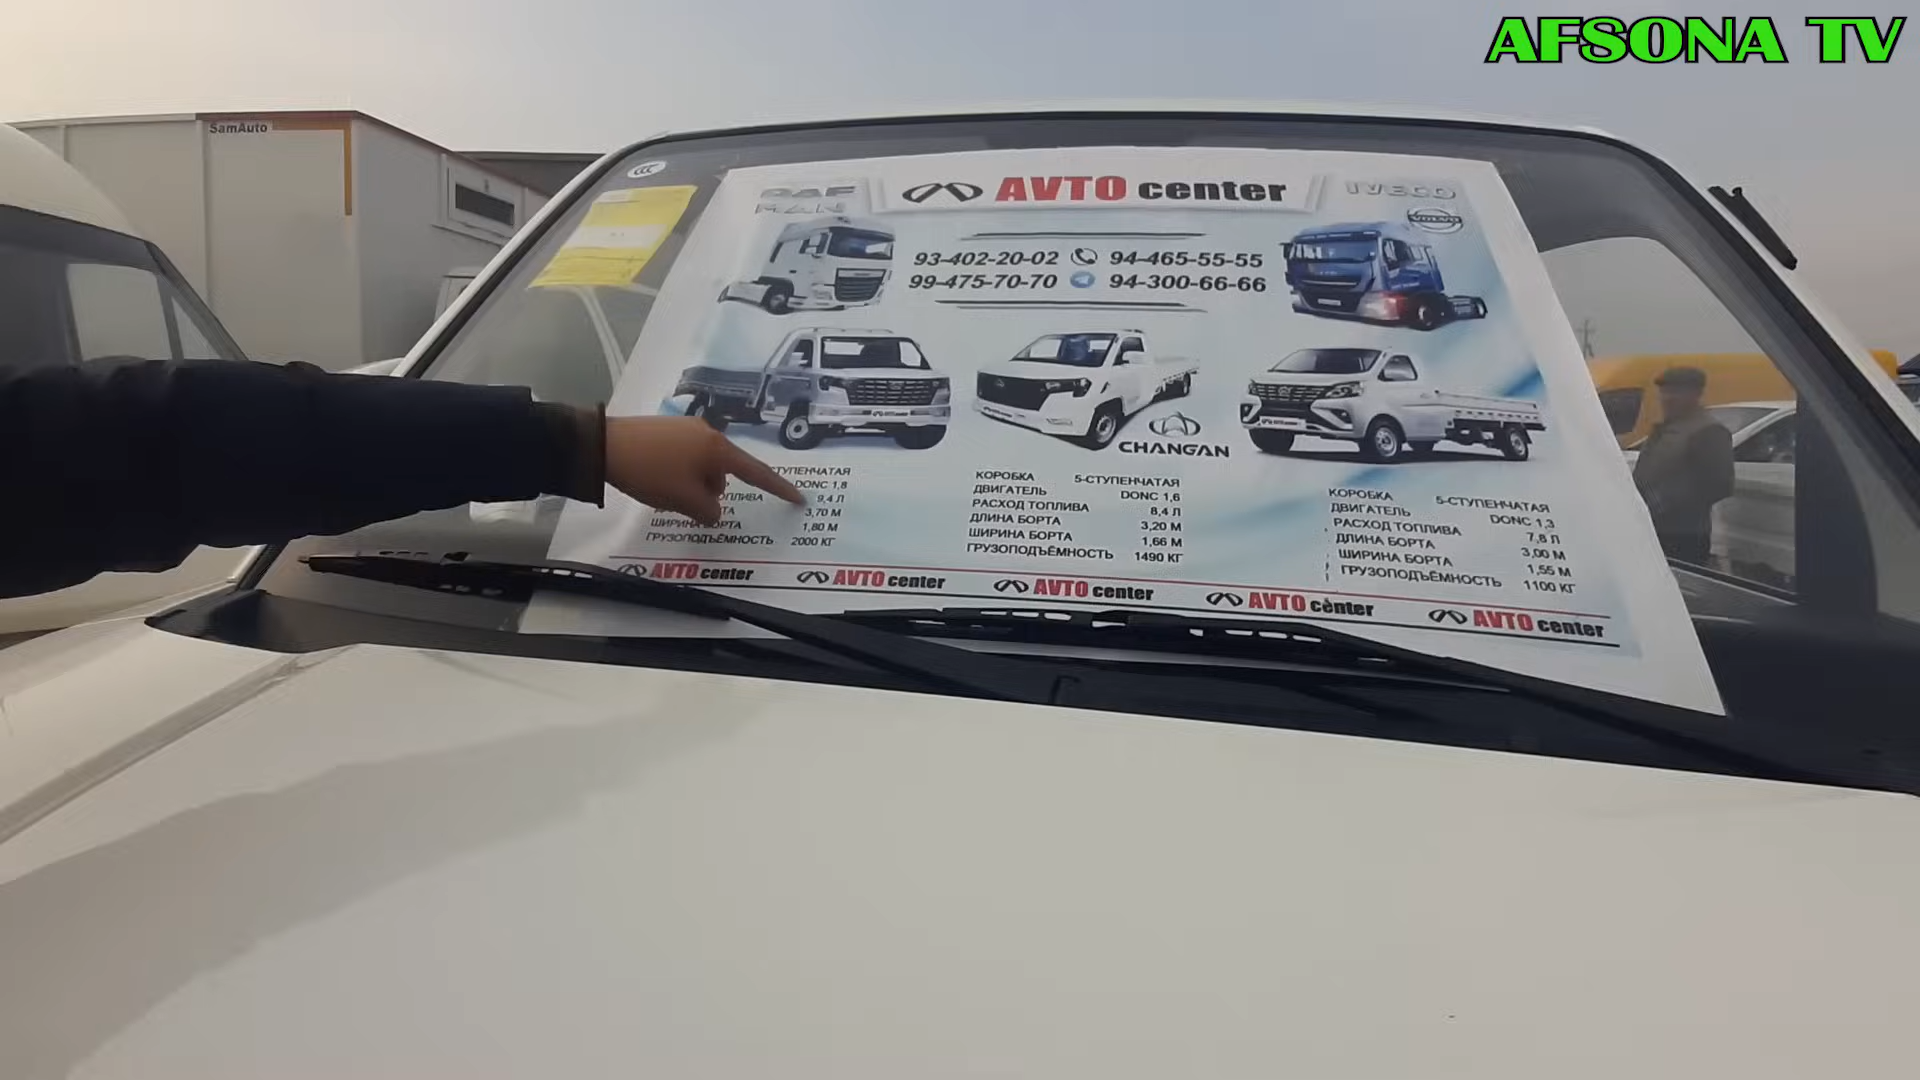 AFSONA TV
SamAuto
CCC
DAF
MAN
AVTO center
IVECO
VOLVO
93-402-20-02 94-465-55-55
99-475-70-70 94-300-66-66
CHANGAN
СТУПЕНЧАТАЯ
DONC 1,8
ОПЛИВА 9,4 Л
3,70 М
ШИРИНА БОРТА 1,80 М
ГРУЗОПОДЪЁМНОСТЬ 2000 КГ
КОРОБКА 5-СТУПЕНЧАТАЯ
ДВИГАТЕЛЬ DONC 1,6
РАСХОД ТОПЛИВА 8,4 Л
ДЛИНА БОРТА 3,20 М
ШИРИНА БОРТА 1,66 М
ГРУЗОПОДЪЁМНОСТЬ 1490 КГ
КОРОБКА 5-СТУПЕНЧАТАЯ
ДВИГАТЕЛЬ DONC 1,3
РАСХОД ТОПЛИВА 7,8 Л
ДЛИНА БОРТА 3,00 М
ШИРИНА БОРТА 1,55 М
ГРУЗОПОДЪЁМНОСТЬ 1100 КГ
AVTO center AVTO center AVTO center AVTO center AVTO center